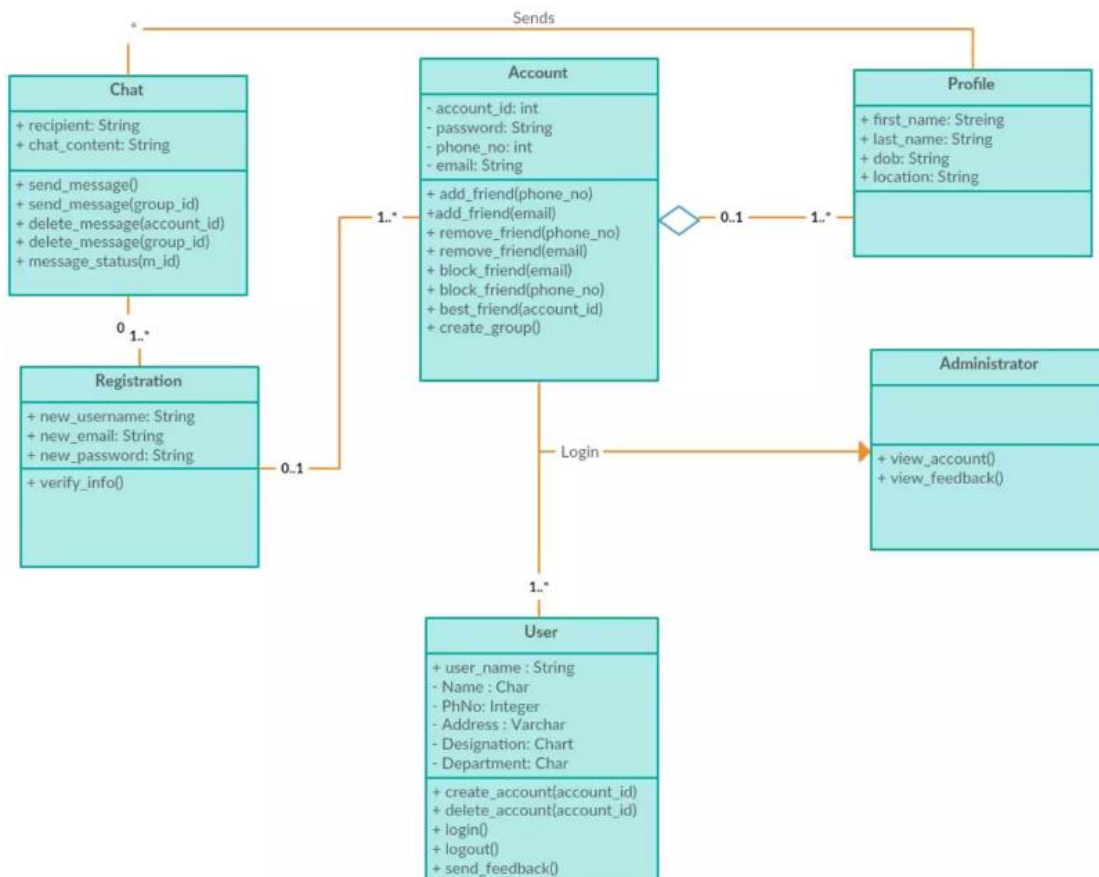 Sends
*
Chat
+ recipient: String
+ chat_content: String
+ send_message()
+ send_message(group_id)
+ delete_message(account_id)
+ delete_message(group_id)
+ message_status(m_id)
Account
- account_id: int
- password: String
- phone_no: int
- email: String
+ add_friend(phone_no)
+add_friend(email)
+ remove_friend(phone_no)
+ remove_friend(email)
+ block_friend(email)
+ block_friend(phone_no)
+ best_friend(account_id)
+ create_group()
Profile
+ first_name: Streing
+ last_name: String
+ dob: String
+ location: String
1..*
0..1
1..*
0
1..*
Registration
+ new_username: String
+ new_email: String
+ new_password: String
+ verify_info()
0..1
Login
Administrator
+ view_account()
+ view_feedback()
1..*
User
+ user_name : String
- Name : Char
- PhNo: Integer
- Address : Varchar
- Designation: Chart
- Department: Char
+ create_account(account_id)
+ delete_account(account_id)
+ login()
+ logout()
+ send_feedback()